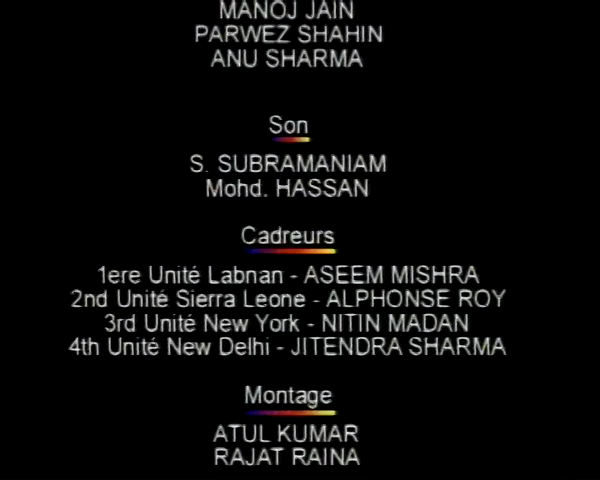 MANOJ JAIN
PARWEZ SHAHIN
ANU SHARMA
Son
S. SUBRAMANIAM
Mohd. HASSAN
Cadreurs
1ere Unité Labnan - ASEEM MISHRA
2nd Unité Sierra Leone - ALPHONSE ROY
3rd Unité New York - NITIN MADAN
4th Unité New Delhi - JITENDRA SHARMA
Montage
ATUL KUMAR
RAJAT RAINA